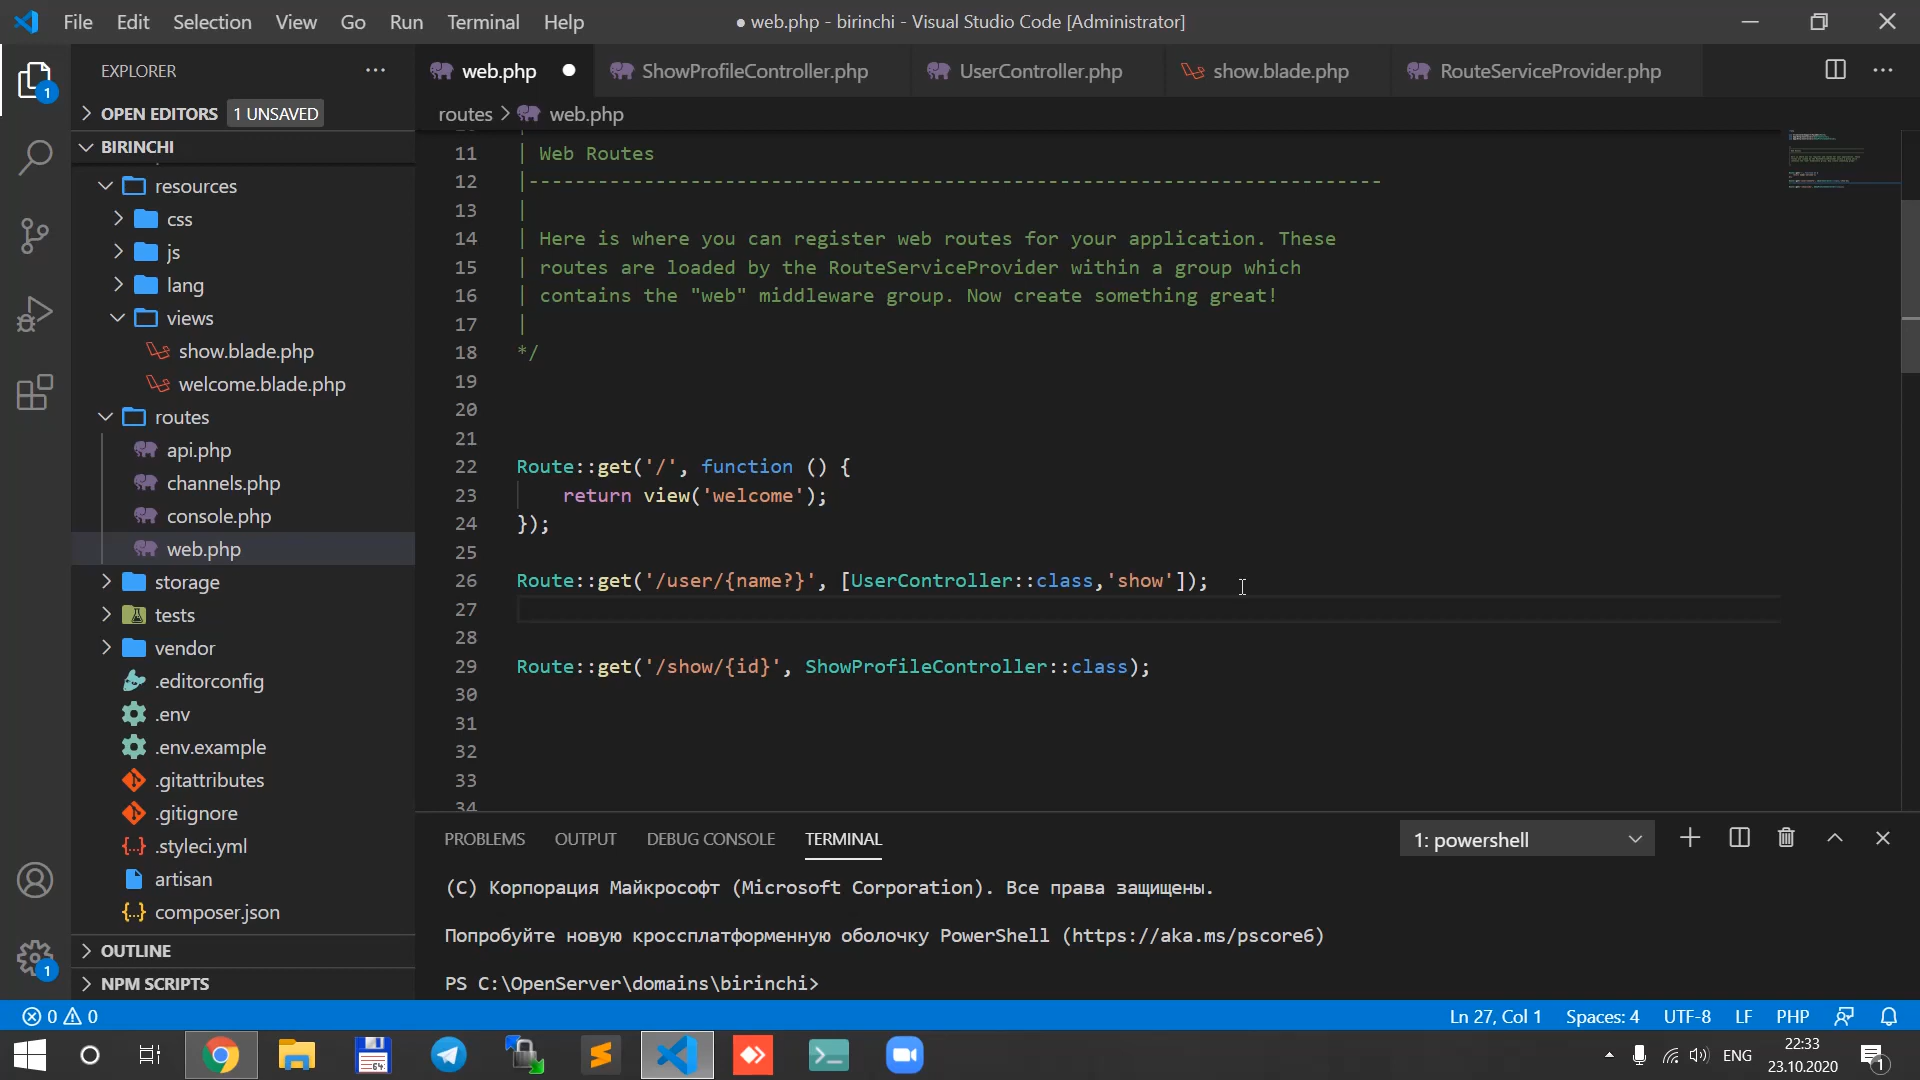 File Edit Selection View Go Run Terminal Help
● web.php - birinchi - Visual Studio Code [Administrator]
EXPLORER
web.php
ShowProfileController.php
UserController.php
show.blade.php
RouteServiceProvider.php
1
OPEN EDITORS 1 UNSAVED
routes > web.php
BIRINCHI
resources
css
js
lang
views
show.blade.php
welcome.blade.php
routes
api.php
channels.php
console.php
web.php
storage
tests
vendor
.editorconfig
.env
.env.example
.gitattributes
.gitignore
.styleci.yml
artisan
composer.json
OUTLINE
NPM SCRIPTS
1
11 | Web Routes
12 |--------------------------------------------------------------------------
13 |
14 | Here is where you can register web routes for your application. These
15 | routes are loaded by the RouteServiceProvider within a group which
16 | contains the "web" middleware group. Now create something great!
17 |
18 */
19
20
21
22 Route::get('/', function () {
23 return view('welcome');
24 });
25
26 Route::get('/user/{name?}', [UserController::class,'show']);
27
28
29 Route::get('/show/{id}', ShowProfileController::class);
30
31
32
33
34
PROBLEMS OUTPUT DEBUG CONSOLE TERMINAL
1: powershell
(C) Корпорация Майкрософт (Microsoft Corporation). Все права защищены.
Попробуйте новую кроссплатформенную оболочку PowerShell (https://aka.ms/pscore6)
PS C:\OpenServer\domains\birinchi>
0 0
Ln 27, Col 1 Spaces: 4 UTF-8 LF PHP
64
ENG
22:33
23.10.2020
1